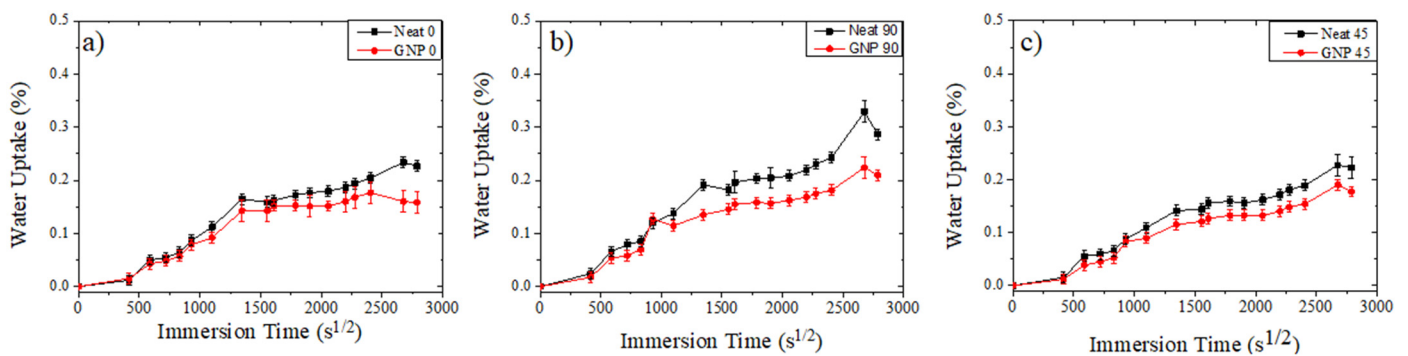 a)
Neat 0
GNP 0
0.5
0.4
0.3
0.2
0.1
0.0
Water Uptake (%)
0 500 1000 1500 2000 2500 3000
Immersion Time (s1/2)
b)
Neat 90
GNP 90
0.5
0.4
0.3
0.2
0.1
0.0
Water Uptake (%)
0 500 1000 1500 2000 2500 3000
Immersion Time (s1/2)
c)
Neat 45
GNP 45
0.5
0.4
0.3
0.2
0.1
0.0
Water Uptake (%)
0 500 1000 1500 2000 2500 3000
Immersion Time (s1/2)